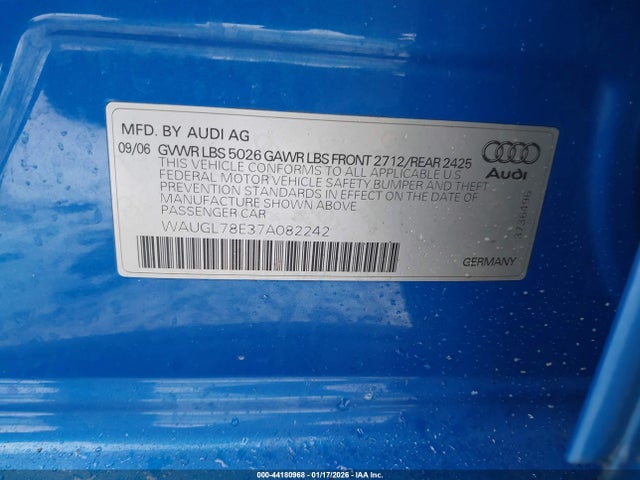 MFD. BY AUDI AG
09/06 GVWR LBS 5026 GAWR LBS FRONT 2712/REAR 2425
THIS VEHICLE CONFORMS TO ALL APPLICABLE U.S
FEDERAL MOTOR VEHICLE SAFETY,BUMPER AND THEFT
PREVENTION STANDARDS IN EFFECT ON THE DATE OF
MANUFACTURE SHOWN ABOVE
PASSENGER CAR
WAUGL78E37A082242
Audi
3736496
GERMANY
000-44180968 | 01/17/2026 | IAA Inc.